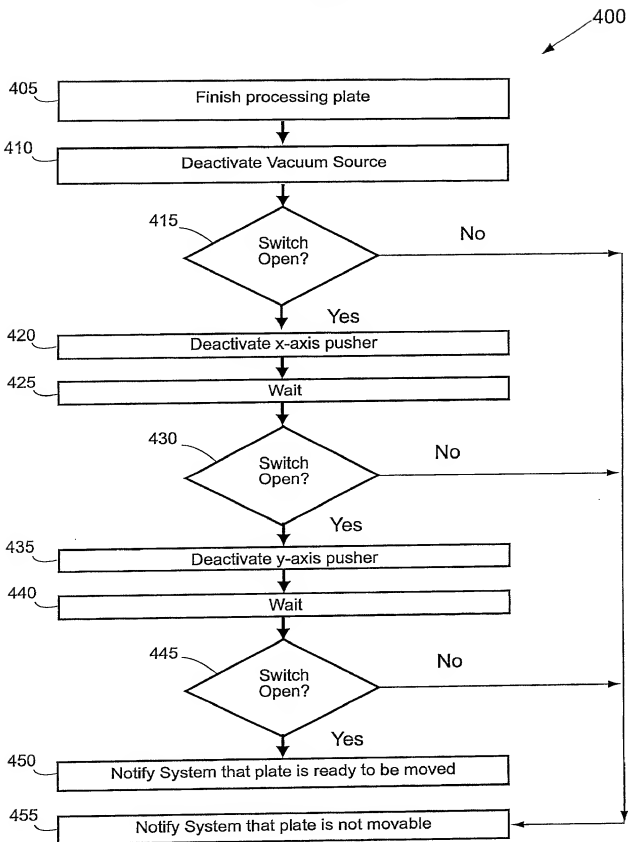 400
405
Finish processing plate
410
Deactivate Vacuum Source
415
Switch
Open?
No
Yes
420
Deactivate x-axis pusher
425
Wait
430
Switch
Open?
No
Yes
435
Deactivate y-axis pusher
440
Wait
445
Switch
Open?
No
Yes
450
Notify System that plate is ready to be moved
455
Notify System that plate is not movable